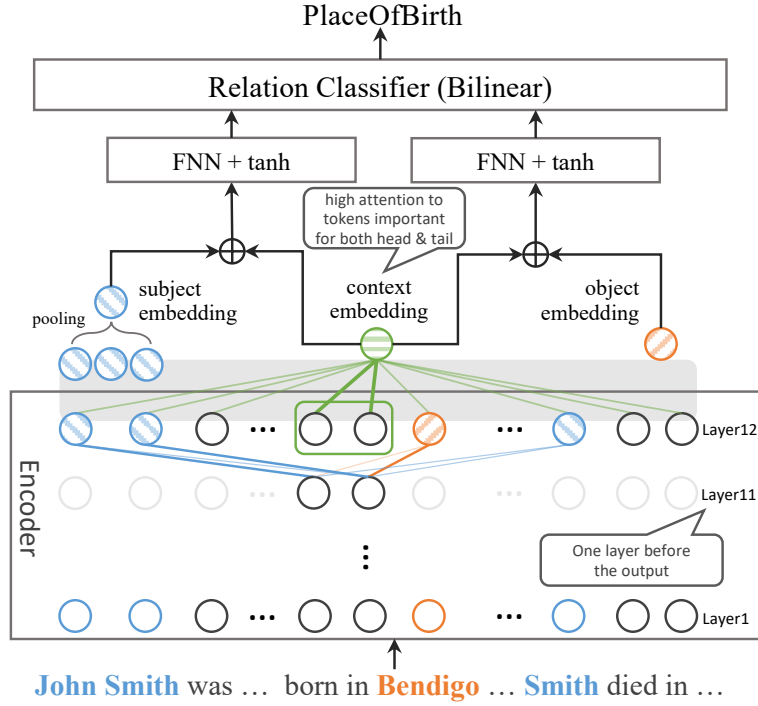 PlaceOfBirth
Relation Classifier (Bilinear)
FNN + tanh
FNN + tanh
high attention to
tokens important
for both head & tail
subject
embedding
context
embedding
object
embedding
pooling
Encoder
Layer12
Layer11
One layer before
the output
Layer1
John Smith was … born in Bendigo … Smith died in …